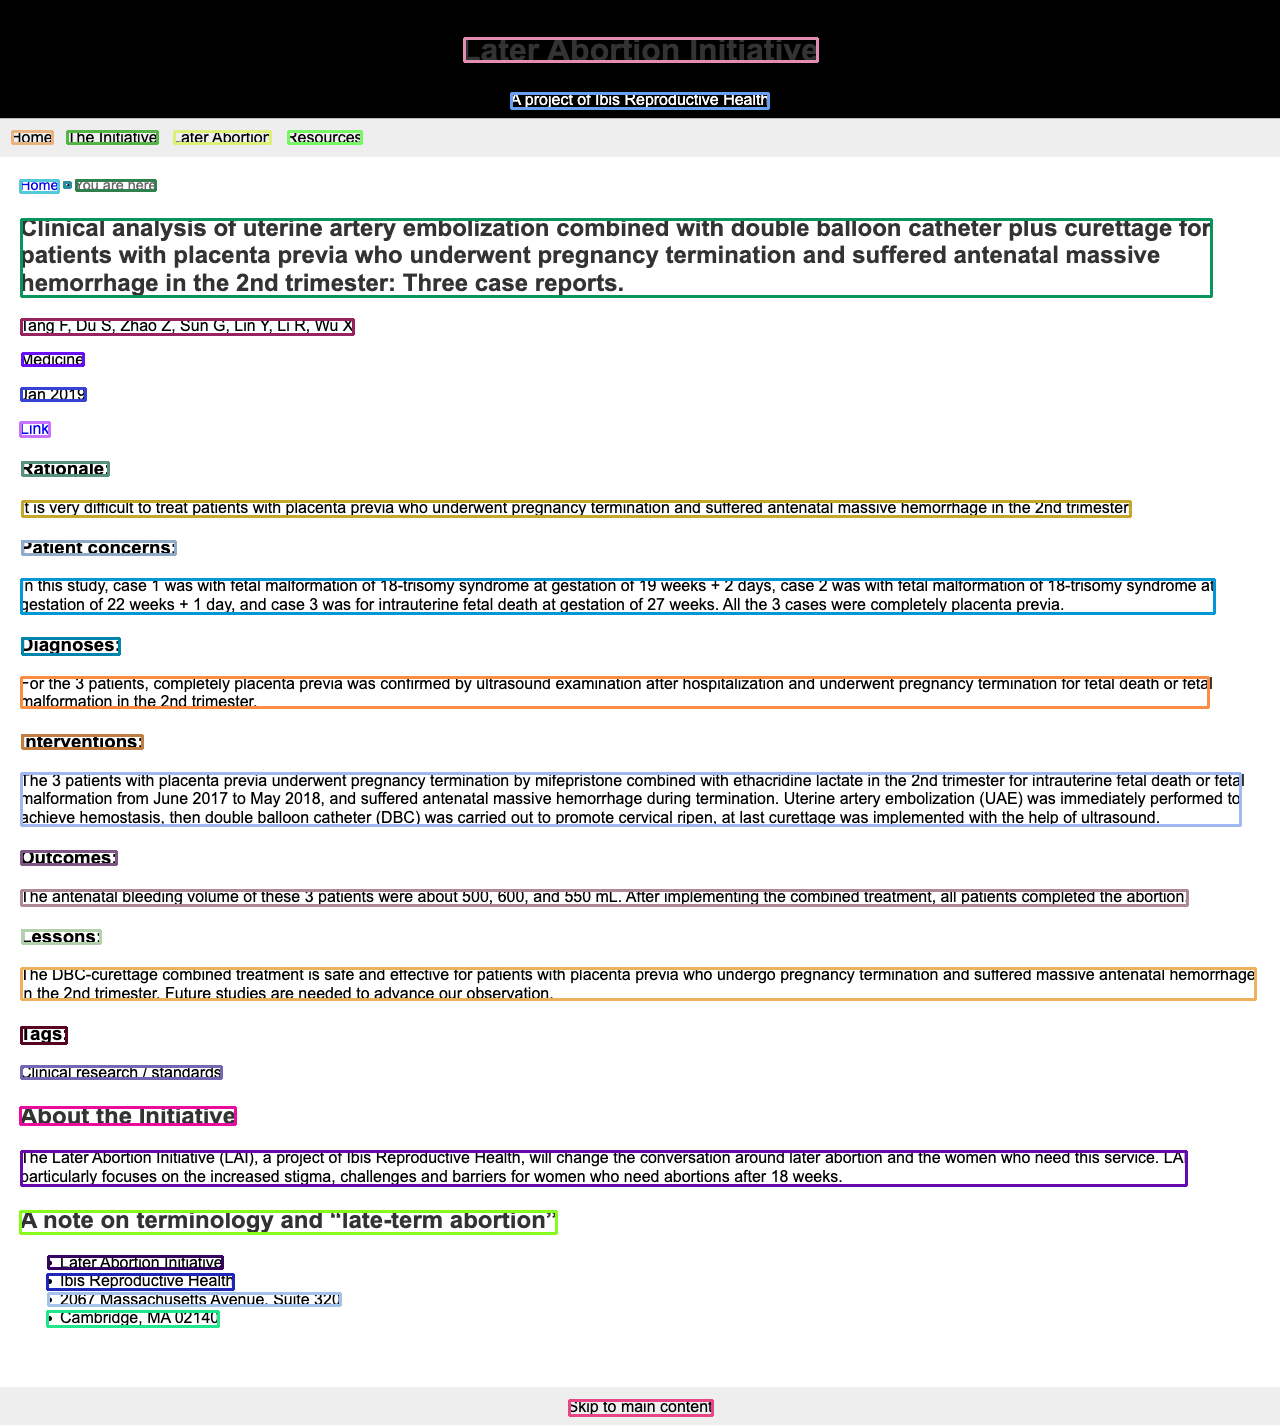 Later Abortion Initiative
A project of Ibis Reproductive Health
Home The Initiative Later Abortion Resources
Home » You are here
Clinical analysis of uterine artery embolization combined with double balloon catheter plus curettage for
patients with placenta previa who underwent pregnancy termination and suffered antenatal massive
hemorrhage in the 2nd trimester: Three case reports.
Tang F, Du S, Zhao Z, Sun G, Lin Y, Li R, Wu X
Medicine
Jan 2019
Link
Rationale:
It is very difficult to treat patients with placenta previa who underwent pregnancy termination and suffered antenatal massive hemorrhage in the 2nd trimester.
Patient concerns:
In this study, case 1 was with fetal malformation of 18-trisomy syndrome at gestation of 19 weeks + 2 days, case 2 was with fetal malformation of 18-trisomy syndrome at
gestation of 22 weeks + 1 day, and case 3 was for intrauterine fetal death at gestation of 27 weeks. All the 3 cases were completely placenta previa.
Diagnoses:
For the 3 patients, completely placenta previa was confirmed by ultrasound examination after hospitalization and underwent pregnancy termination for fetal death or fetal
malformation in the 2nd trimester.
Interventions:
The 3 patients with placenta previa underwent pregnancy termination by mifepristone combined with ethacridine lactate in the 2nd trimester for intrauterine fetal death or fetal
malformation from June 2017 to May 2018, and suffered antenatal massive hemorrhage during termination. Uterine artery embolization (UAE) was immediately performed to
achieve hemostasis, then double balloon catheter (DBC) was carried out to promote cervical ripen, at last curettage was implemented with the help of ultrasound.
Outcomes:
The antenatal bleeding volume of these 3 patients were about 500, 600, and 550 mL. After implementing the combined treatment, all patients completed the abortion.
Lessons:
The DBC-curettage combined treatment is safe and effective for patients with placenta previa who undergo pregnancy termination and suffered massive antenatal hemorrhage
in the 2nd trimester. Future studies are needed to advance our observation.
Tags:
Clinical research / standards
About the Initiative
The Later Abortion Initiative (LAI), a project of Ibis Reproductive Health, will change the conversation around later abortion and the women who need this service. LAI
particularly focuses on the increased stigma, challenges and barriers for women who need abortions after 18 weeks.
A note on terminology and “late-term abortion”
• Later Abortion Initiative
• Ibis Reproductive Health
• 2067 Massachusetts Avenue, Suite 320
• Cambridge, MA 02140
Skip to main content